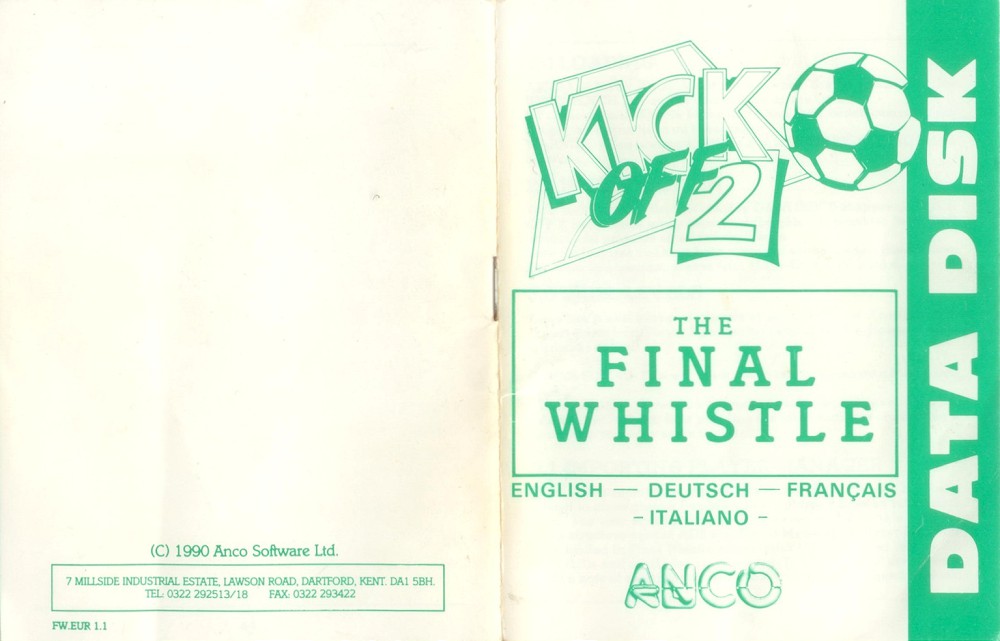 (C) 1990 Anco Software Ltd.
7 MILLSIDE INDUSTRIAL ESTATE, LAWSON ROAD, DARTFORD, KENT. DA1 5BH.
TEL: 0322 292513/18 FAX: 0322 293422
FW.EUR 1.1
KICK
OFF 2
THE
FINAL
WHISTLE
ENGLISH — DEUTSCH — FRANÇAIS
- ITALIANO -
ANCO
DATA DISK